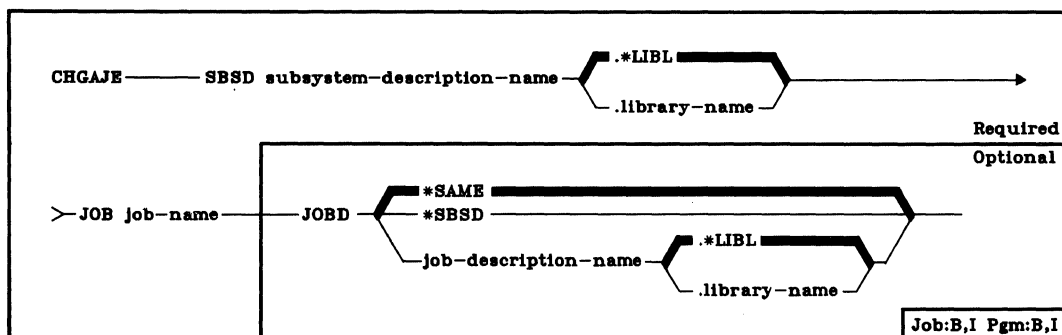 .*LIBL
CHGAJE SBSD subsystem-description-name
.library-name
Required
Optional
*SAME
JOB job-name JOBD *SBSD
.*LIBL
job-description-name
.library-name
Job:B,I Pgm:B,I